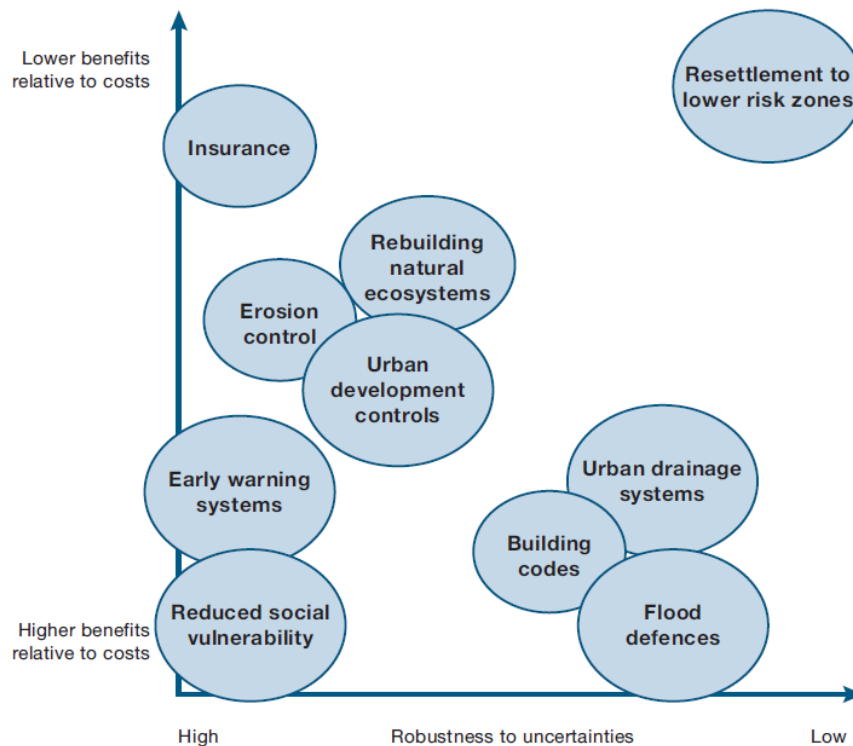 Lower benefits
relative to costs
Resettlement to
lower risk zones
Insurance
Rebuilding
natural
ecosystems
Erosion
control
Urban
development
controls
Early warning
systems
Urban drainage
systems
Building
codes
Reduced social
vulnerability
Flood
defences
Higher benefits
relative to costs
High
Robustness to uncertainties
Low